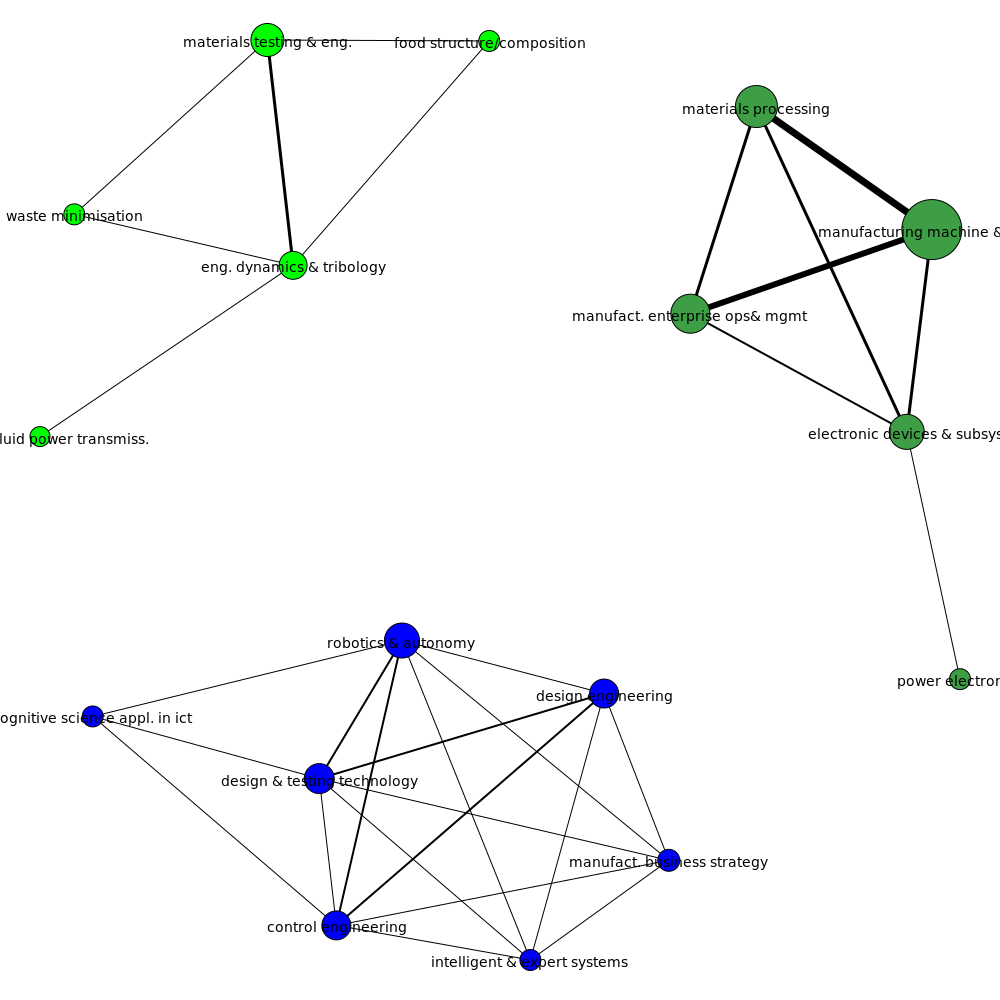 materials testing & eng.
food structure/composition
materials processing
waste minimisation
manufacturing machine &
eng. dynamics & tribology
manufact. enterprise ops& mgmt
luid power transmiss.
electronic devices & subsys
robotics & autonomy
power electron
design engineering
ognitive science appl. in ict
design & testing technology
manufact. business strategy
control engineering
intelligent & expert systems